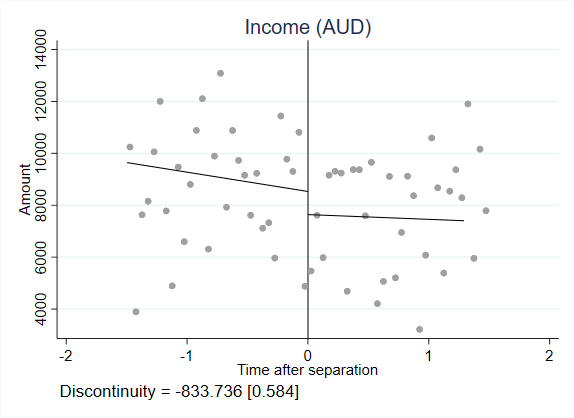 Income (AUD)
14000
12000
10000
8000
6000
4000
Amount
-2 -1 0 1 2
Time after separation
Discontinuity = -833.736 [0.584]